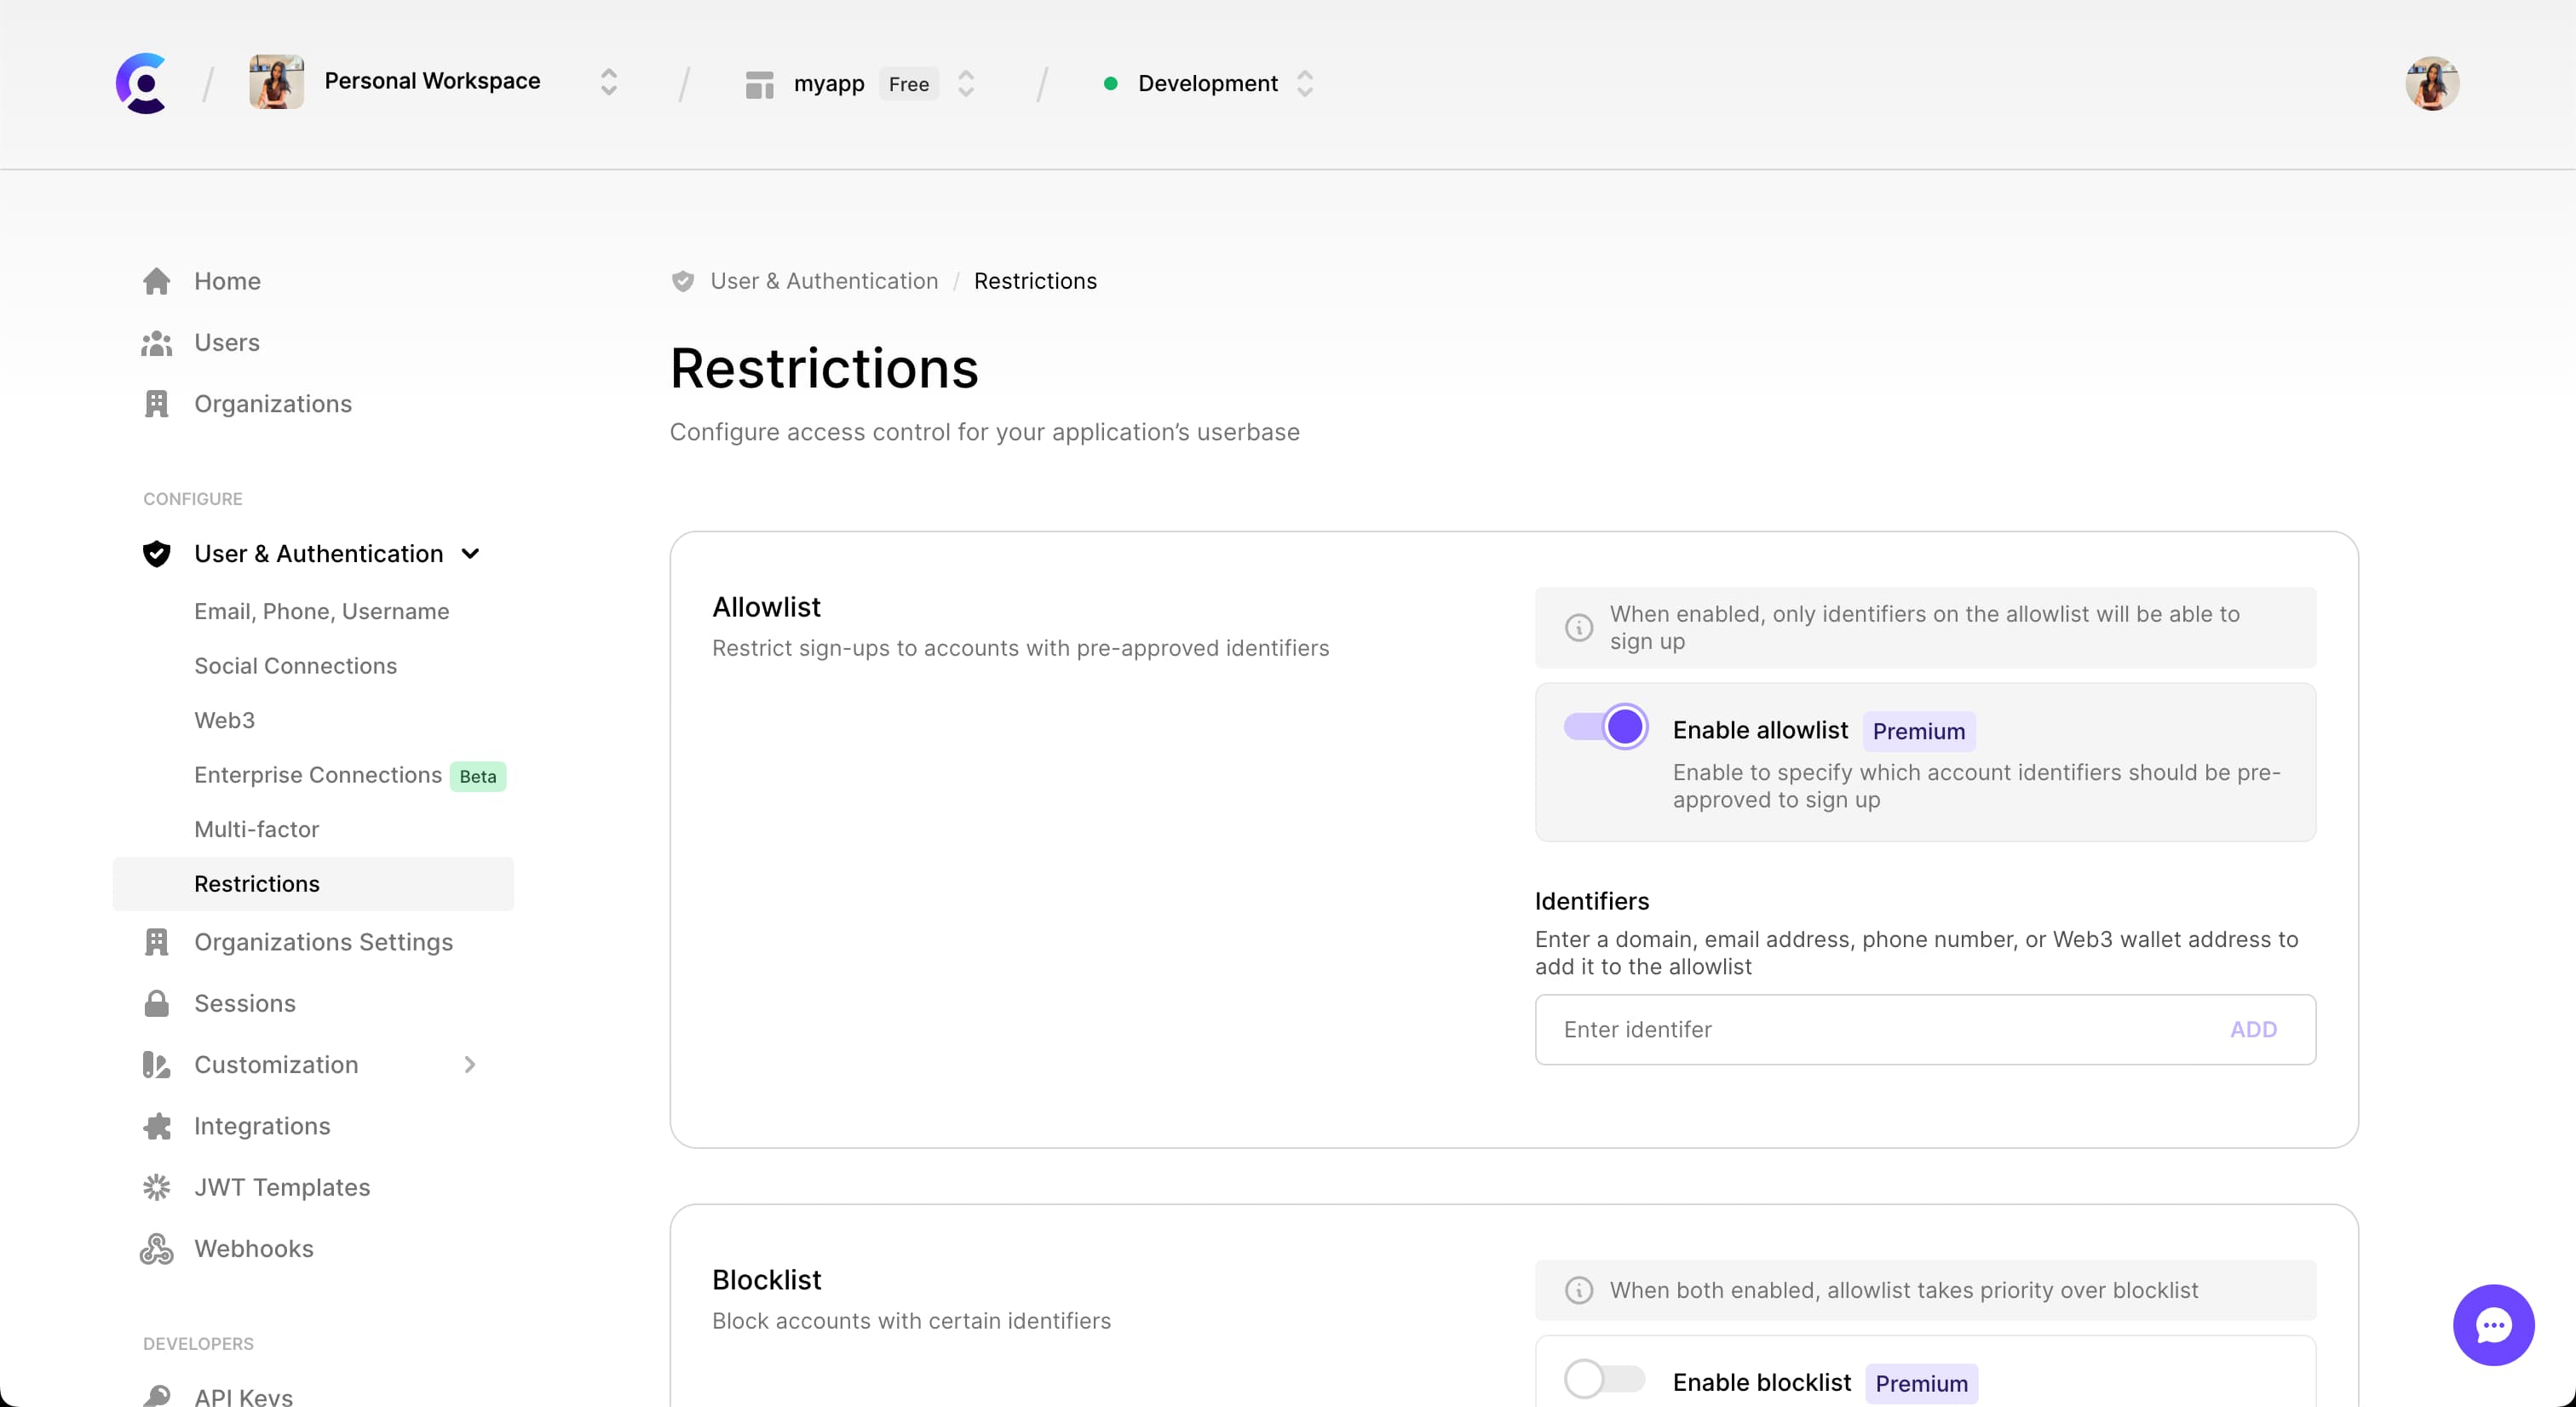 Personal Workspace
myapp Free
Development
Home
Users
Organizations
CONFIGURE
User & Authentication
Email, Phone, Username
Social Connections
Web3
Enterprise Connections Beta
Multi-factor
Restrictions
Organizations Settings
Sessions
Customization
Integrations
JWT Templates
Webhooks
DEVELOPERS
API Keys
User & Authentication / Restrictions
Restrictions
Configure access control for your application’s userbase
Allowlist
Restrict sign-ups to accounts with pre-approved identifiers
When enabled, only identifiers on the allowlist will be able to
sign up
Enable allowlist Premium
Enable to specify which account identifiers should be pre-
approved to sign up
Identifiers
Enter a domain, email address, phone number, or Web3 wallet address to
add it to the allowlist
Enter identifer ADD
Blocklist
Block accounts with certain identifiers
When both enabled, allowlist takes priority over blocklist
Enable blocklist Premium